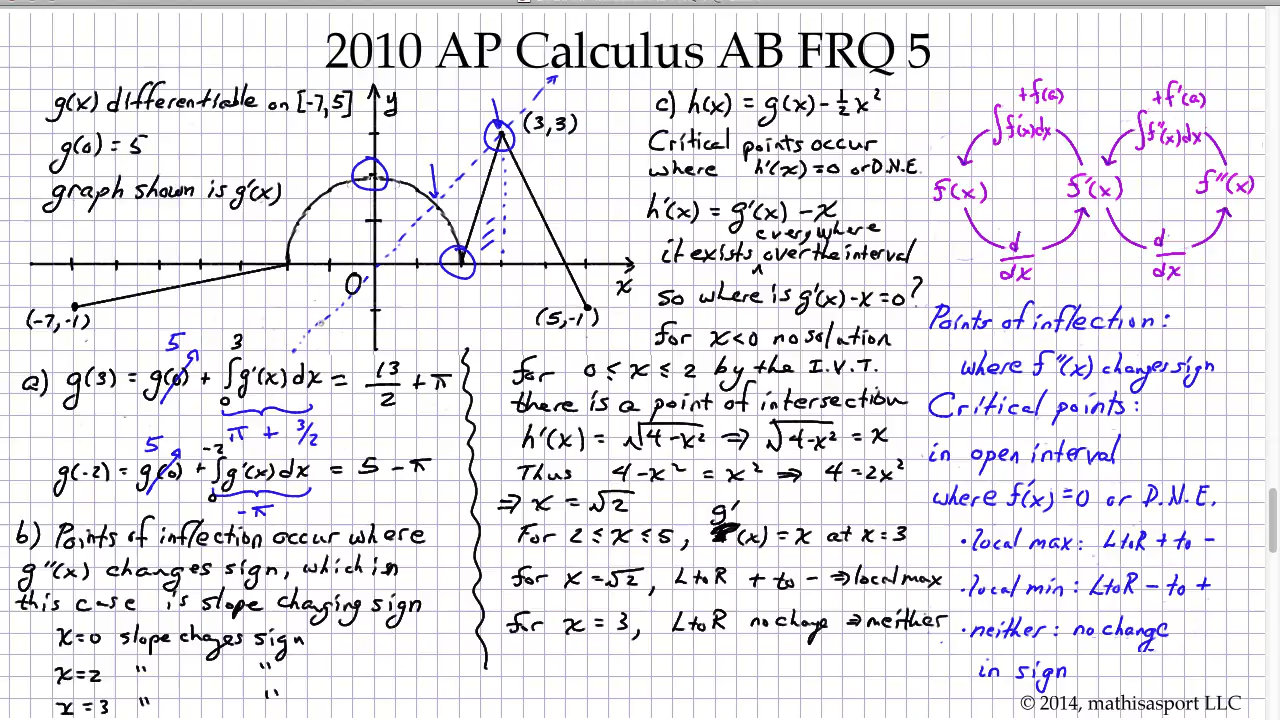 2010 AP Calculus AB FRQ 5
g(x) differentiable on [-7,5]
g(0) = 5
graph shown is g'(x)
y
(3,3)
x
O
(-7,-1)
(5,-1)
a) g(3) = g(0) + ∫₀³ g'(x) dx = 13/2 + π
5
π + 3/2
g(-2) = g(0) + ∫₀⁻² g'(x) dx = 5 - π
5
-π
b) Points of inflection occur where
g"(x) changes sign, which in
this case is slope changing sign
x=0 slope chages sign
x=2 " "
x=3 " "
c) h(x) = g(x) - ½x²
Critical points occur
where h'(x)=0 or D.N.E.
h'(x) = g'(x) - x
everywhere
it exists ^ over the interval
so where is g'(x)-x=0?
for x<0 no solution
for 0 ≤ x ≤ 2 by the I.V.T.
there is a point of intersection
h'(x) = √(4-x²) ⇒ √(4-x²) = x
Thus 4-x² = x² ⇒ 4=2x²
⇒ x = √2
For 2 ≤ x ≤ 5, g'(x) = x at x=3
for x=√2, L to R + to - ⇒ local max
for x = 3, L to R no change ⇒ neither
+f(a) +f'(a)
∫f'(x)dx ∫f"(x)dx
f(x) f'(x) f"(x)
d/dx d/dx
Points of inflection:
where f"(x) changes sign
Critical points:
in open interval
where f'(x)=0 or D.N.E.
• local max: L to R + to -
• local min: L to R - to +
• neither: no change
in sign
© 2014, mathisasport LLC